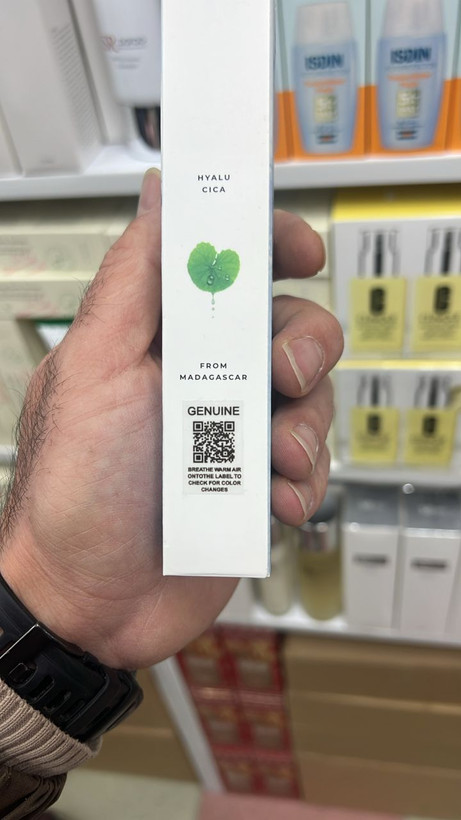 ISDIN
ISDIN
HYALU
CICA
FROM
MADAGASCAR
GENUINE
BREATHE WARM AIR
ONTOTHE LABEL TO
CHECK FOR COLOR
CHANGES